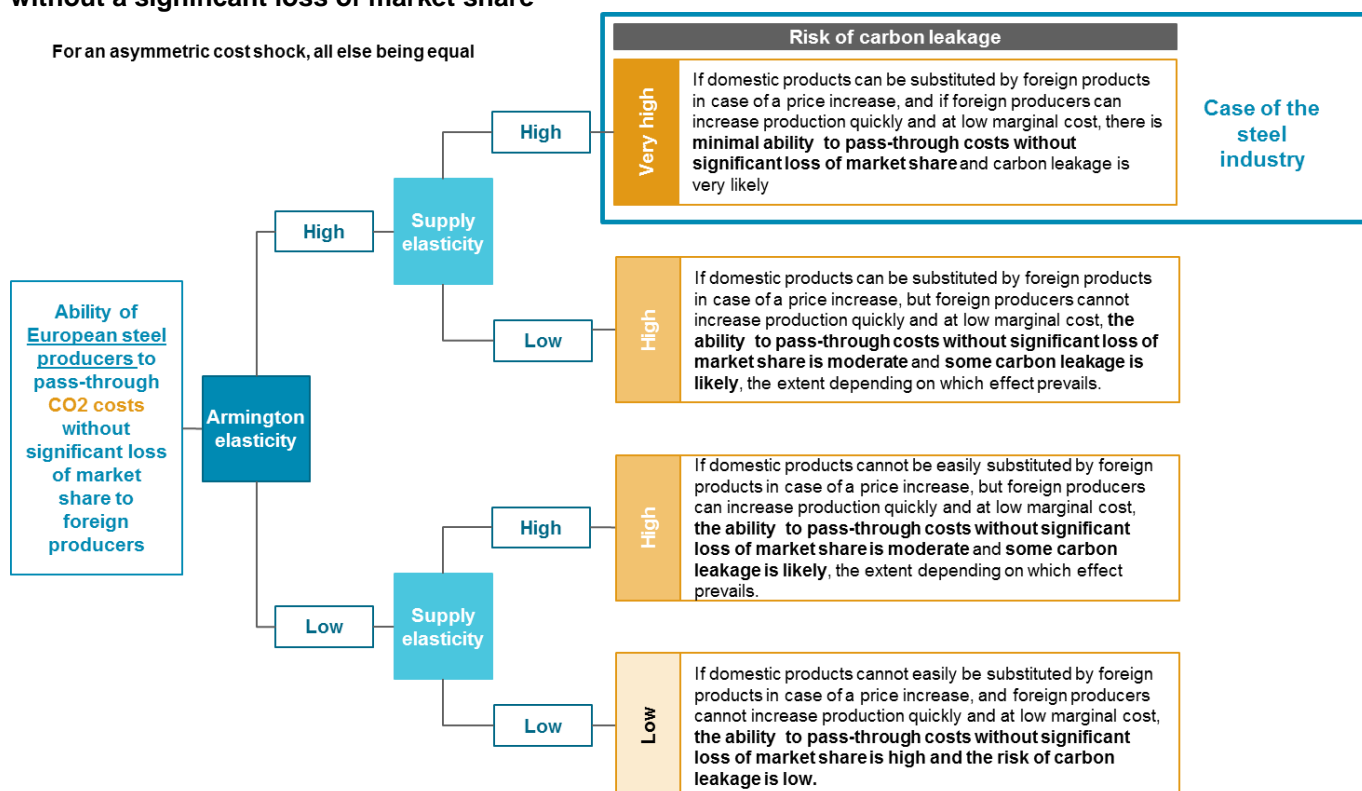 without a significant loss of market share
For an asymmetric cost shock, all else being equal
Risk of carbon leakage
Very high
If domestic products can be substituted by foreign products
in case of a price increase, and if foreign producers can
increase production quickly and at low marginal cost, there is
minimal ability to pass-through costs without
significant loss of market share and carbon leakage is
very likely
Case of the
steel
industry
High
High
Supply
elasticity
Low
High
If domestic products can be substituted by foreign products
in case of a price increase, but foreign producers cannot
increase production quickly and at low marginal cost, the
ability to pass-through costs without significant loss of
market share is moderate and some carbon leakage is
likely, the extent depending on which effect prevails.
Ability of
European steel
producers to
pass-through
CO2 costs
without
significant loss
of market
share to
foreign
producers
Armington
elasticity
High
High
If domestic products cannot be easily substituted by foreign
products in case of a price increase, but foreign producers
can increase production quickly and at low marginal cost,
the ability to pass-through costs without significant
loss of market share is moderate and some carbon
leakage is likely, the extent depending on which effect
prevails.
Low
Supply
elasticity
Low
Low
If domestic products cannot easily be substituted by foreign
products in case of a price increase, and foreign producers
cannot increase production quickly and at low marginal cost,
the ability to pass-through costs without significant
loss of market share is high and the risk of carbon
leakage is low.